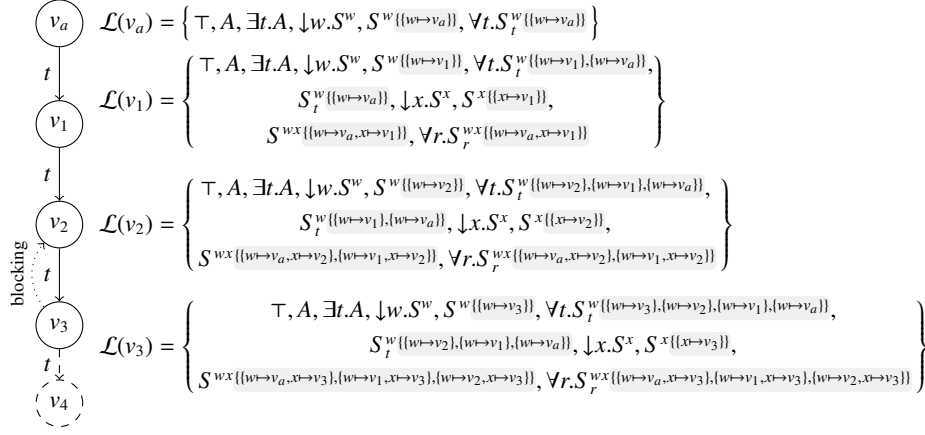 v_a L(v_a) = { ⊤, A, ∃t.A, ↓w.S^w, S^w{{w↦v_a}}, ∀t.S_t^w{{w↦v_a}} }
t
⊤, A, ∃t.A, ↓w.S^w, S^w{{w↦v_1}}, ∀t.S_t^w{{w↦v_1},{w↦v_a}},
v_1 L(v_1) = { S_t^w{{w↦v_a}}, ↓x.S^x, S^x{{x↦v_1}}, }
S^wx{{w↦v_a,x↦v_1}}, ∀r.S_r^wx{{w↦v_a,x↦v_1}}
t
⊤, A, ∃t.A, ↓w.S^w, S^w{{w↦v_2}}, ∀t.S_t^w{{w↦v_2},{w↦v_1},{w↦v_a}},
v_2 L(v_2) = { S_t^w{{w↦v_1},{w↦v_a}}, ↓x.S^x, S^x{{x↦v_2}}, }
S^wx{{w↦v_a,x↦v_2},{w↦v_1,x↦v_2}}, ∀r.S_r^wx{{w↦v_a,x↦v_2},{w↦v_1,x↦v_2}}
blocking
t
⊤, A, ∃t.A, ↓w.S^w, S^w{{w↦v_3}}, ∀t.S_t^w{{w↦v_3},{w↦v_2},{w↦v_1},{w↦v_a}},
v_3 L(v_3) = { S_t^w{{w↦v_2},{w↦v_1},{w↦v_a}}, ↓x.S^x, S^x{{x↦v_3}}, }
S^wx{{w↦v_a,x↦v_3},{w↦v_1,x↦v_3},{w↦v_2,x↦v_3}}, ∀r.S_r^wx{{w↦v_a,x↦v_3},{w↦v_1,x↦v_3},{w↦v_2,x↦v_3}}
t
v_4